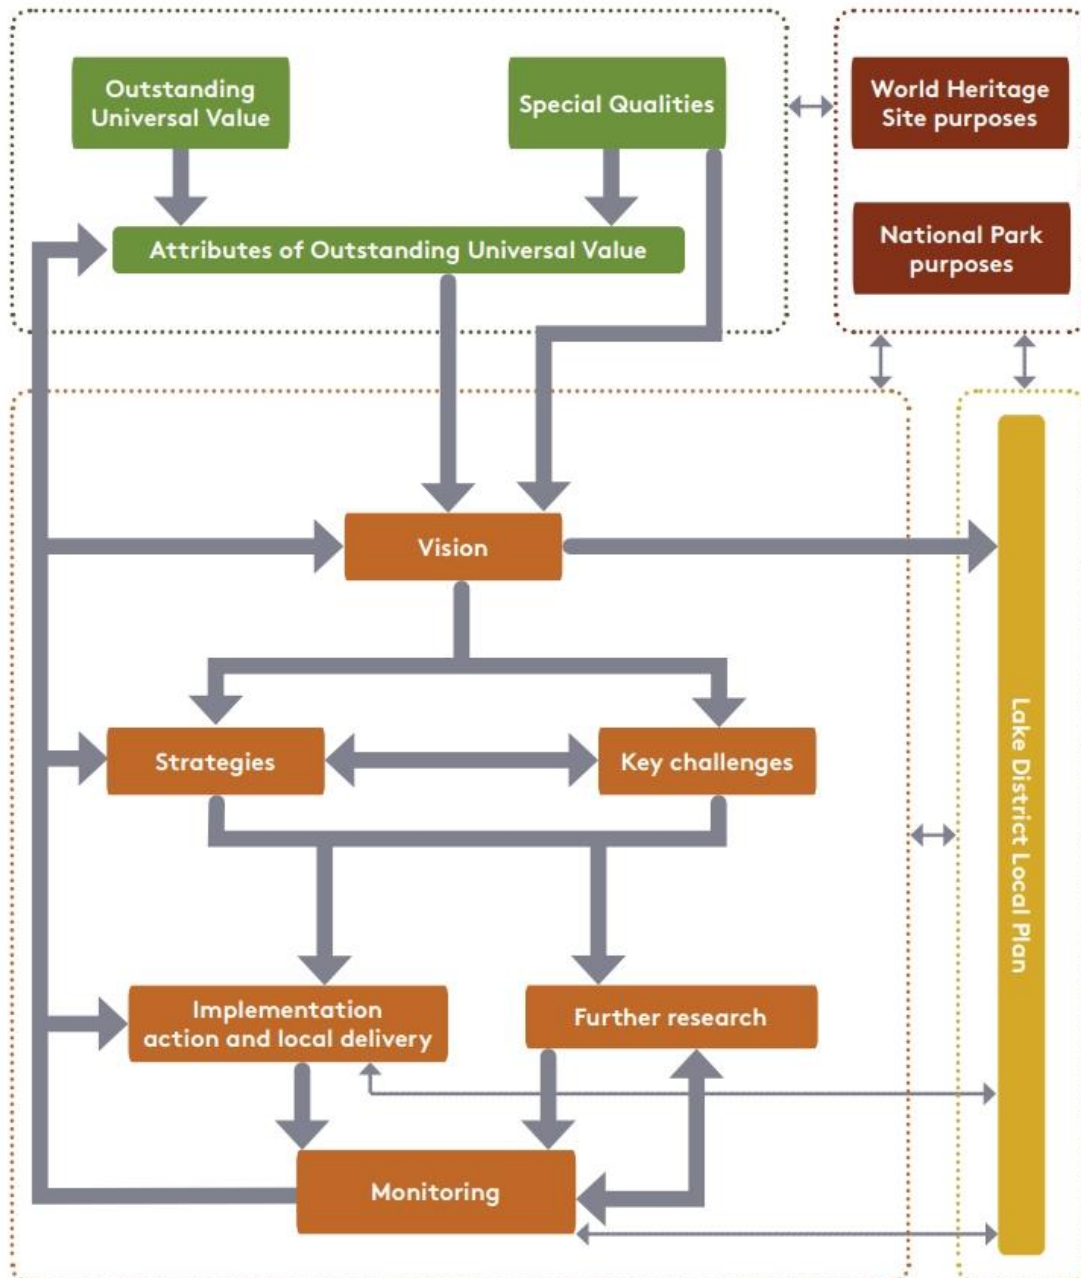 Outstanding
Universal Value
Special Qualities
World Heritage
Site purposes
National Park
purposes
Attributes of Outstanding Universal Value
Vision
Strategies
Key challenges
Lake District Local Plan
Implementation
action and local delivery
Further research
Monitoring